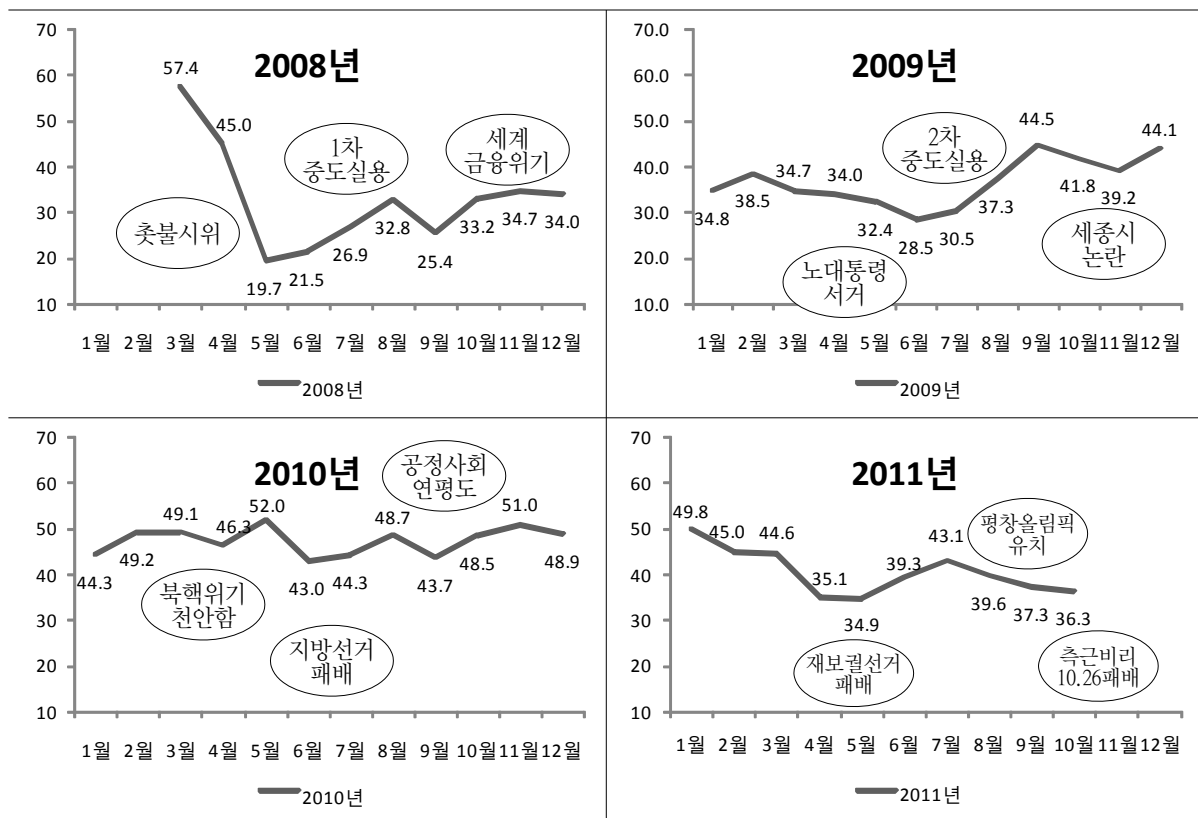 2008년
70
60
50
40
30
20
10
57.4
45.0
19.7
21.5
26.9
32.8
25.4
33.2
34.7
34.0
촛불시위
1차
중도실용
세계
금융위기
1월 2월 3월 4월 5월 6월 7월 8월 9월 10월 11월 12월
2008년
2009년
70.0
60.0
50.0
40.0
30.0
20.0
10.0
34.8
38.5
34.7
34.0
32.4
28.5
30.5
37.3
44.5
41.8
39.2
44.1
노대통령
서거
2차
중도실용
세종시
논란
1월 2월 3월 4월 5월 6월 7월 8월 9월 10월 11월 12월
2009년
2010년
70
60
50
40
30
20
10
44.3
49.2
49.1
46.3
52.0
43.0
44.3
48.7
43.7
48.5
51.0
48.9
북핵위기
천안함
지방선거
패배
공정사회
연평도
1월 2월 3월 4월 5월 6월 7월 8월 9월 10월 11월 12월
2010년
2011년
70
60
50
40
30
20
10
49.8
45.0
44.6
35.1
34.9
39.3
43.1
39.6
37.3
36.3
재보궐선거
패배
평창올림픽
유치
측근비리
10.26패배
1월 2월 3월 4월 5월 6월 7월 8월 9월 10월 11월 12월
2011년